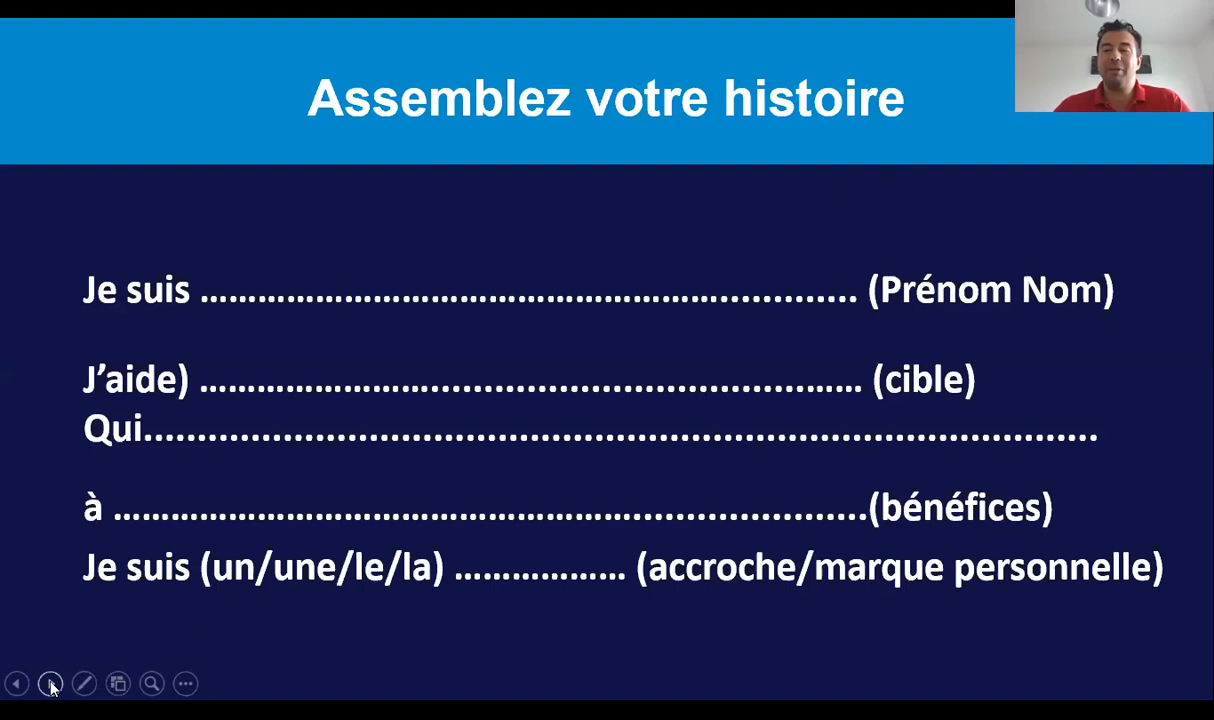 Assemblez votre histoire
Je suis ……………………………………………............... (Prénom Nom)
J’aide) ……………………..........................................…… (cible)
Qui....................................................................................
à ………………………………………………......................(bénéfices)
Je suis (un/une/le/la) ……………… (accroche/marque personnelle)